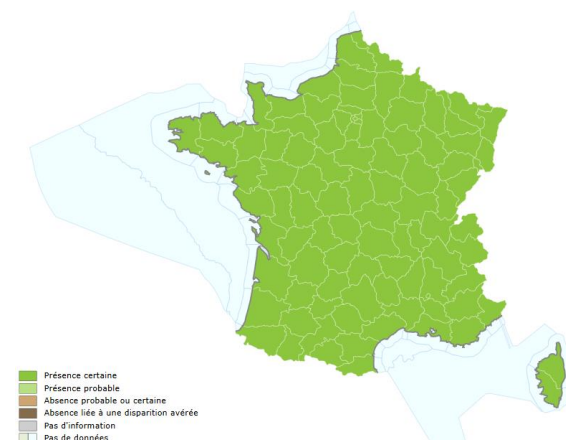 Présence certaine
Présence probable
Absence probable ou certaine
Absence liée à une disparition avérée
Pas d'information
Pas de données